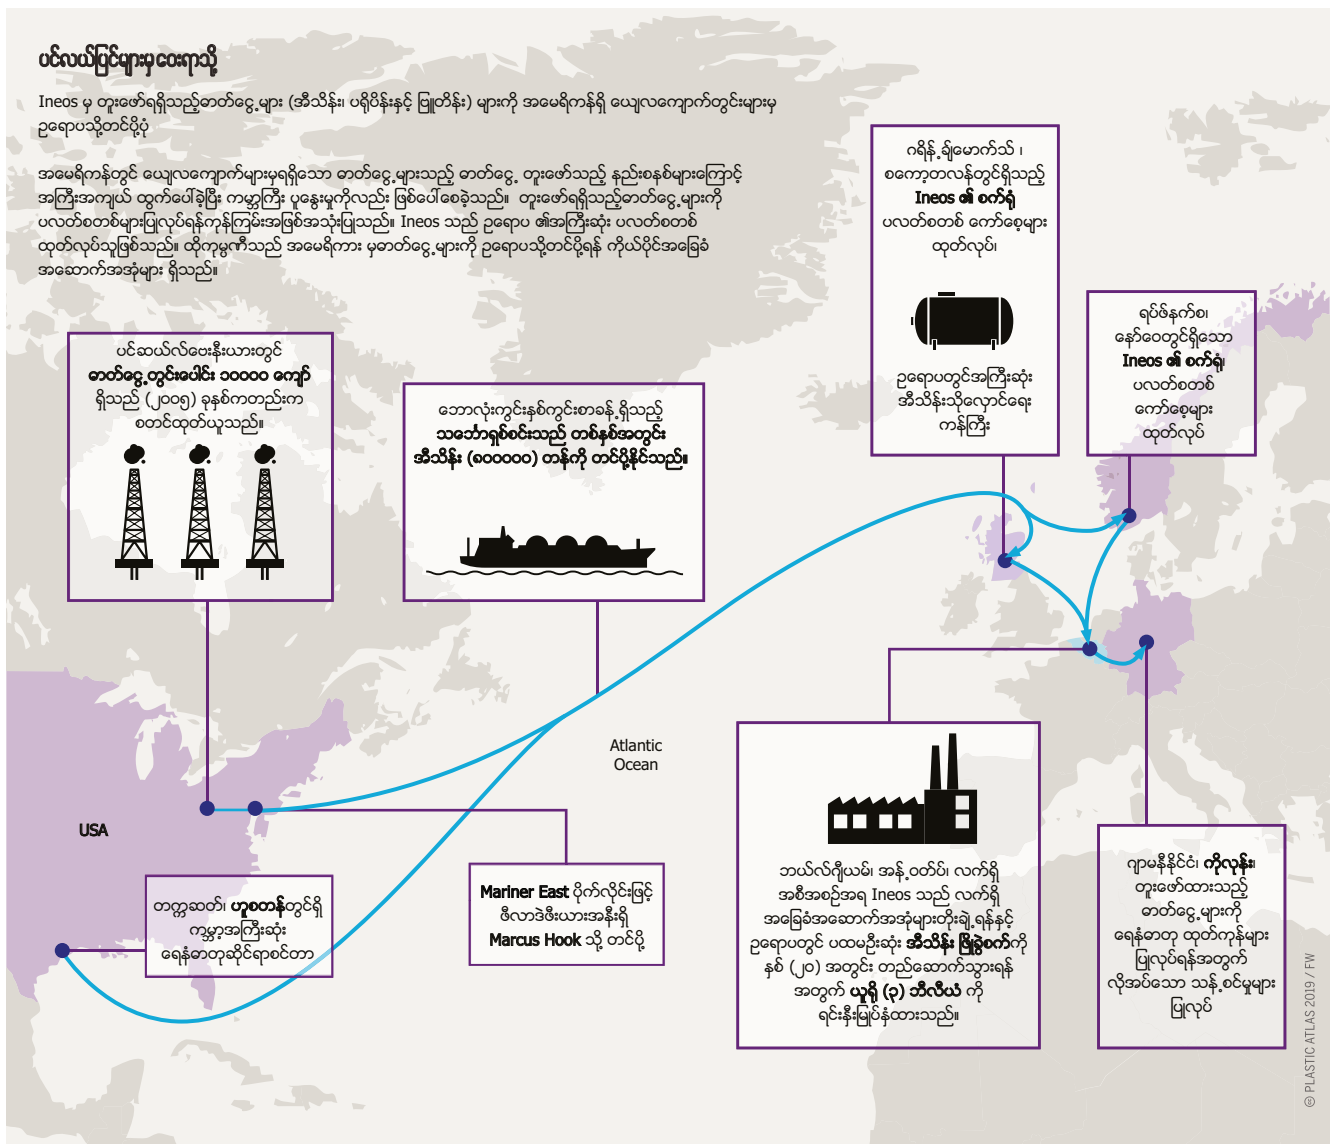 ပင်လယ်ပြင်များမှဝေးရာသို့
Ineos မှ တူးဖော်ရရှိသည့်ဓာတ်ငွေ့များ (အီသိန်း၊ ပရိုပိန်းနှင့် ဗြူတိန်း) များကို အမေရိကန်ရှိ ယေျလကျောက်တွင်းများမှ
ဥရောပသို့တင်ပို့ပုံ
အမေရိကန်တွင် ယေျလကျောက်များမှရရှိသော ဓာတ်ငွေ့များသည့် ဓာတ်ငွေ့ တူးဖော်သည့် နည်းစနစ်များကြောင့်
အကြီးအကျယ် ထွက်ပေါ်ခဲ့ပြီး ကမ္ဘာကြီး ပူနွေးမှုကိုလည်း ဖြစ်ပေါ်စေခဲ့သည်။ တူးဖော်ရရှိသည့်ဓာတ်ငွေ့များကို
ပလတ်စတစ်များပြုလုပ်ရန်ကုန်ကြမ်းအဖြစ်အသုံးပြုသည်။ Ineos သည် ဥရောပ ၏အကြီးဆုံး ပလတ်စတစ်
ထုတ်လုပ်သူဖြစ်သည်။ ထိုကုမ္ပဏီသည် အမေရိကား မှဓာတ်ငွေ့များကို ဥရောပသို့တင်ပို့ရန် ကိုယ်ပိုင်အခြေခံ
အဆောက်အအုံများ ရှိသည်။
ပင်ဆယ်လ်ဗေးနီးယားတွင်
ဓာတ်ငွေ့တွင်းပေါင်း ၁၀၀၀၀ ကျော်
ရှိသည် (၂၀၀၅) ခုနှစ်ကတည်းက
စတင်ထုတ်ယူသည်။
ဘောလုံးကွင်းနှစ်ကွင်းစာခန့်ရှိသည့်
သင်္ဘောရှစ်စင်းသည် တစ်နှစ်အတွင်း
အီသိန်း (၈၀၀၀၀၀) တန်ကို တင်ပို့နိုင်သည်။
ဂရိန့်ချ်မောက်သ်၊
စကော့တလန်တွင်ရှိသည့်
Ineos ၏ စက်ရုံ
ပလတ်စတစ် ကော်စေ့များ
ထုတ်လုပ်၊
ဥရောပတွင်အကြီးဆုံး
အီသိန်းသိုလှောင်ရေး
ကန်ကြီး
ရပ်ဖ်နက်စ၊
နော်ဝေတွင်ရှိသော
Ineos ၏ စက်ရုံ၊
ပလတ်စတစ်
ကော်စေ့များ
ထုတ်လုပ်
Atlantic
Ocean
USA
တက္ကဆတ်၊ ဟူစတန်တွင်ရှိ
ကမ္ဘာ့အကြီးဆုံး
ရေနံဓာတုဆိုင်ရာစင်တာ
Mariner East ပိုက်လိုင်းဖြင့်
ဖီလာဒဲဖီးယားအနီးရှိ
Marcus Hook သို့ တင်ပို့
ဘယ်လ်ဂျီယမ်၊ အန့်ဝတ်ပ်၊ လက်ရှိ
အစီအစဉ်အရ Ineos သည် လက်ရှိ
အခြေခံအဆောက်အအုံများတိုးချဲ့ရန်နှင့်
ဥရောပတွင် ပထမဦးဆုံး အီသိန်း ဖြိုခွဲစက်ကို
နှစ် (၂၀) အတွင်း တည်ဆောက်သွားရန်
အတွက် ယူရို (၃) ဘီလီယံ ကို
ရင်းနှီးမြှုပ်နှံထားသည်။
ဂျာမနီနိုင်ငံ၊ ကိုလုန်း၊
တူးဖော်ထားသည့်
ဓာတ်ငွေ့များကို
ရေနံဓာတု ထုတ်ကုန်များ
ပြုလုပ်ရန်အတွက်
လိုအပ်သော သန့်စင်မှုများ
ပြုလုပ်
PLASTIC ATLAS 2019 / FW